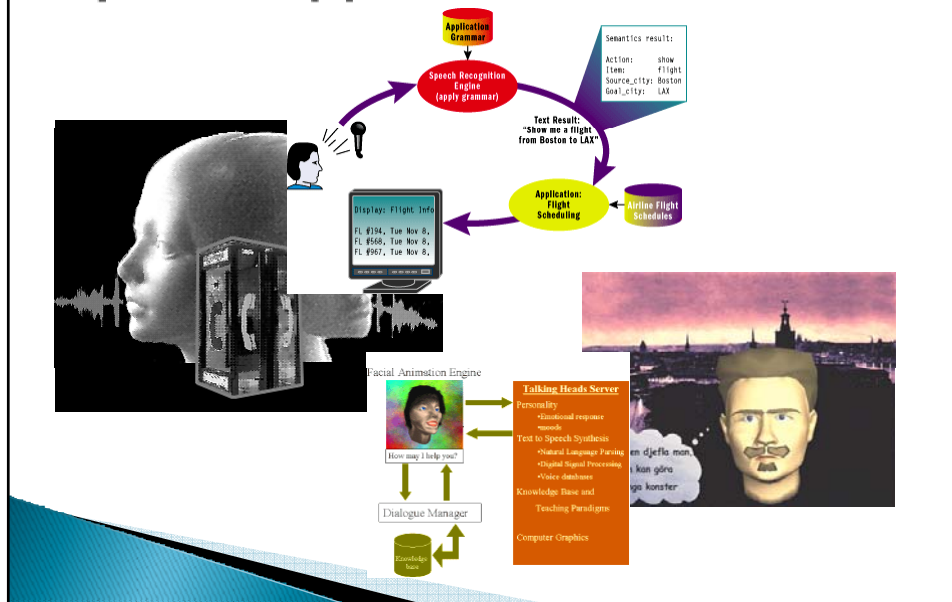 Application
Grammar
Speech Recognition
Engine
(apply grammar)
Semantics result:
Action: show
Item: flight
Source_city: Boston
Goal_city: LAX
Text Result:
"Show me a flight
from Boston to LAX"
Application:
Flight
Scheduling
Airline Flight
Schedules
Display: Flight Info
FL #194, Tue Nov 8,
FL #568, Tue Nov 8,
FL #967, Tue Nov 8,
Facial Animation Engine
How may I help you?
Dialogue Manager
Knowledge
base
Talking Heads Server
Personality
•Emotional response
•moods
Text to Speech Synthesis
•Natural Language Parsing
•Digital Signal Processing
•Voice databases
Knowledge Base and
Teaching Paradigms
Computer Graphics
en djefla man,
kan göra
konster